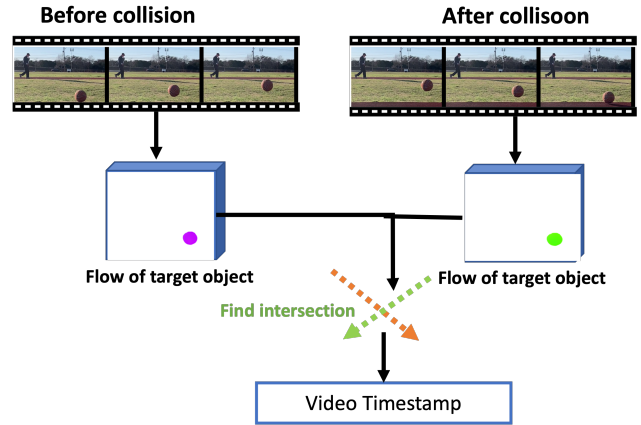 Before collision
After collisoon
Flow of target object
Flow of target object
Find intersection
Video Timestamp